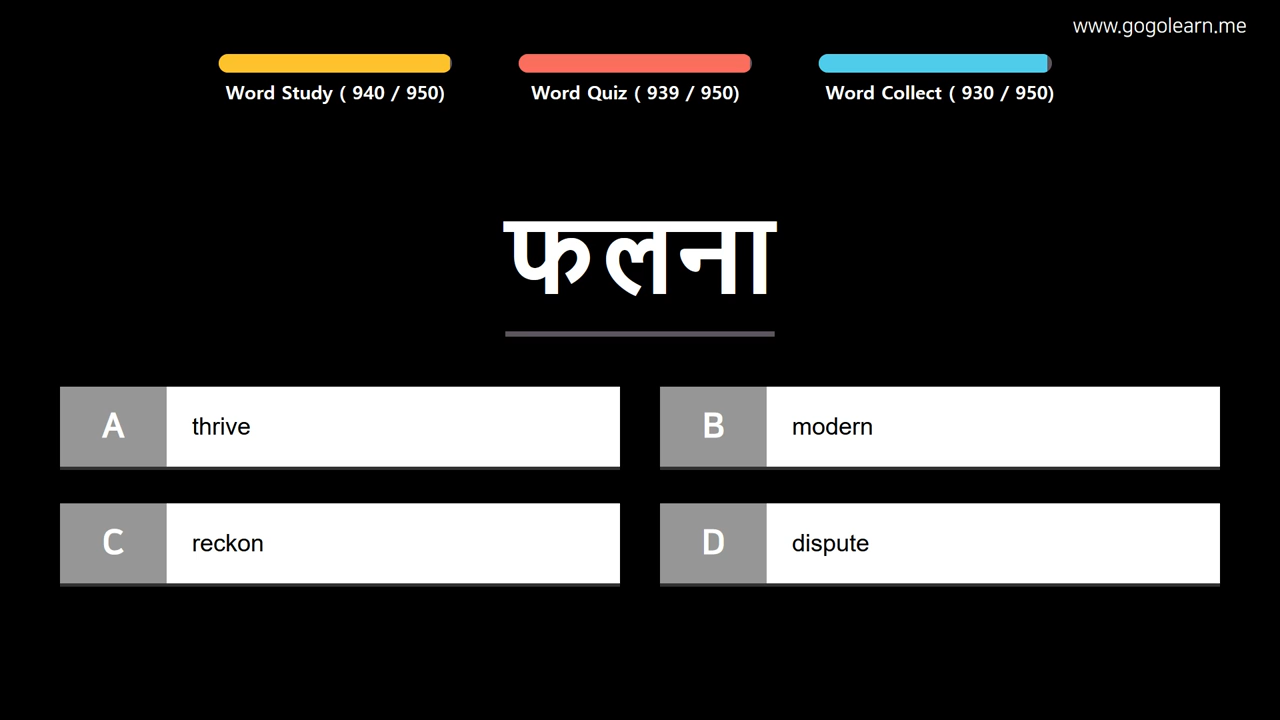 www.gogolearn.me
Word Study ( 940 / 950)
Word Quiz ( 939 / 950)
Word Collect ( 930 / 950)
फलना
A thrive
B modern
C reckon
D dispute